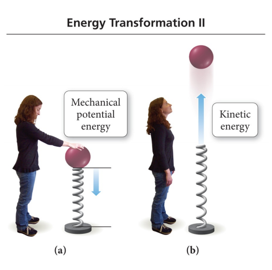 Energy Transformation II
Mechanical
potential
energy
Kinetic
energy
(a)
(b)